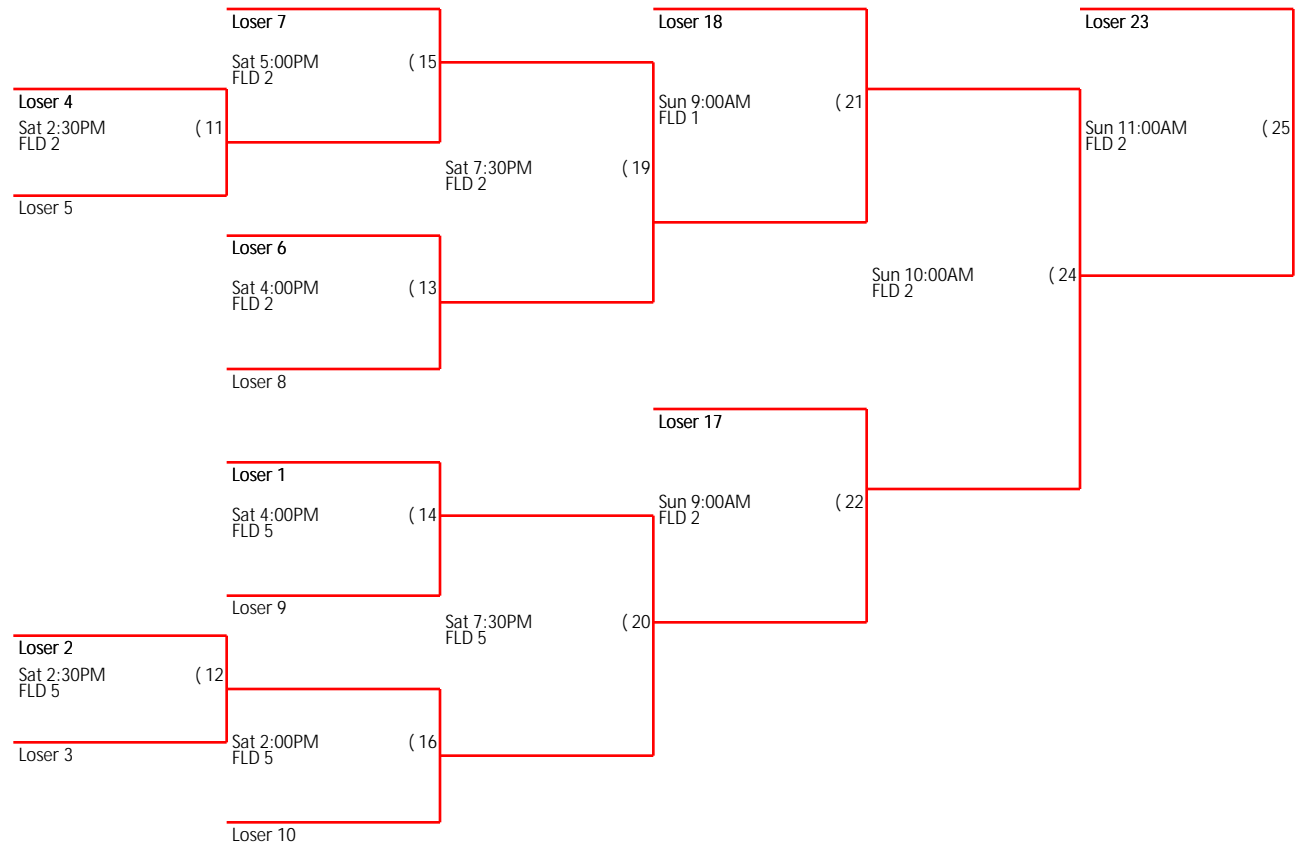 Loser 7
Loser 18
Loser 23
Sat 5:00PM ( 15
FLD 2
Loser 4
Sat 2:30PM ( 11
FLD 2
Sun 9:00AM ( 21
FLD 1
Sun 11:00AM ( 25
FLD 2
Sat 7:30PM ( 19
FLD 2
Loser 5
Loser 6
Sat 4:00PM ( 13
FLD 2
Sun 10:00AM ( 24
FLD 2
Loser 8
Loser 17
Loser 1
Sat 4:00PM ( 14
FLD 5
Sun 9:00AM ( 22
FLD 2
Loser 9
Sat 7:30PM ( 20
FLD 5
Loser 2
Sat 2:30PM ( 12
FLD 5
Loser 3
Sat 2:00PM ( 16
FLD 5
Loser 10